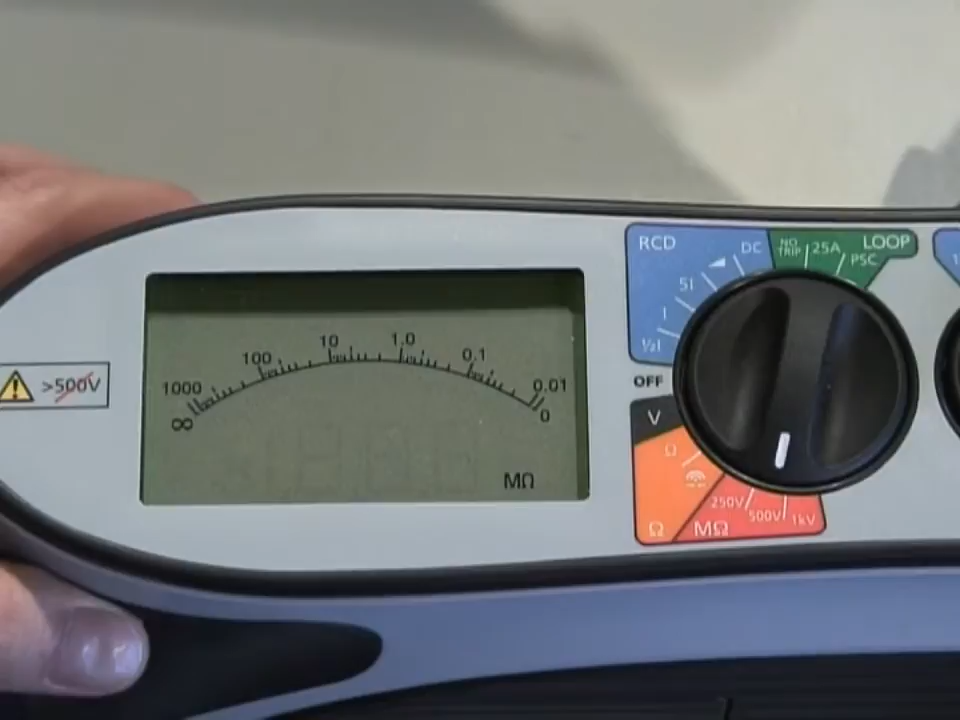 RCD
DC
NO TRIP
25A
LOOP
PSC
5I
I
½I
OFF
V
Ω
Ω
MΩ
250V
500V
1kV
>500V
1000
100
10
1.0
0.1
0.01
∞
0
MΩ
1